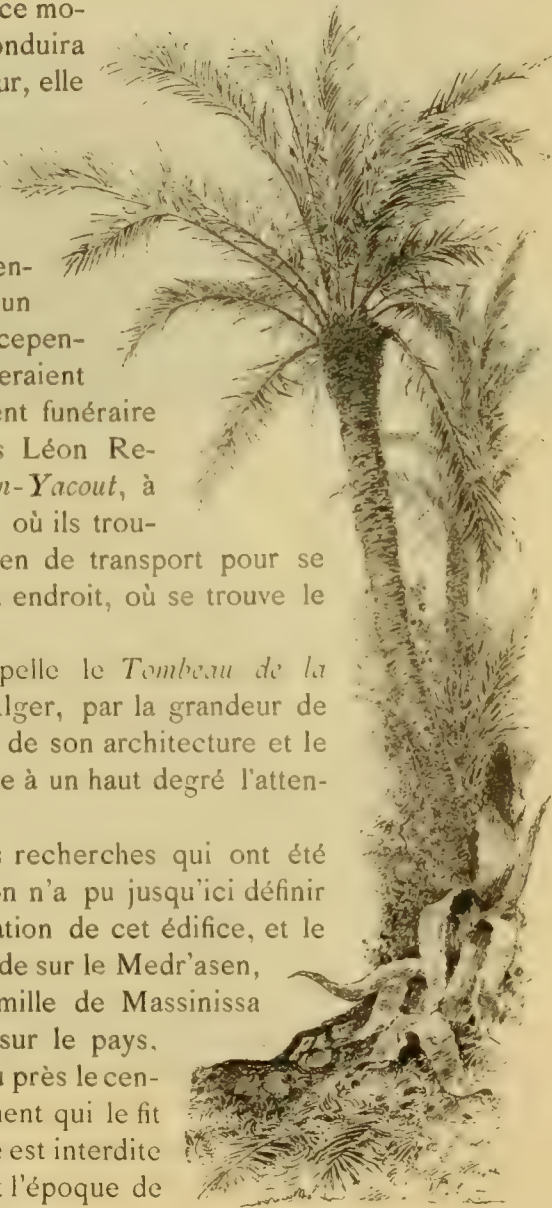 ce mo-
onduira
ur, elle
en-
un
cepen-
eraient
ent funéraire
s Léon Re-
n-Yacout, à
où ils trou-
en de transport pour se
endroit, où se trouve le
pelle le Tombeau de la
lger, par la grandeur de
de son architecture et le
e à un haut degré l'atten-
s recherches qui ont été
on n'a pu jusqu'ici définir
ation de cet édifice, et le
de sur le Medr'asen,
mille de Massinissa
sur le pays,
u près le cen-
ment qui le fit
e est interdite
t l'époque de